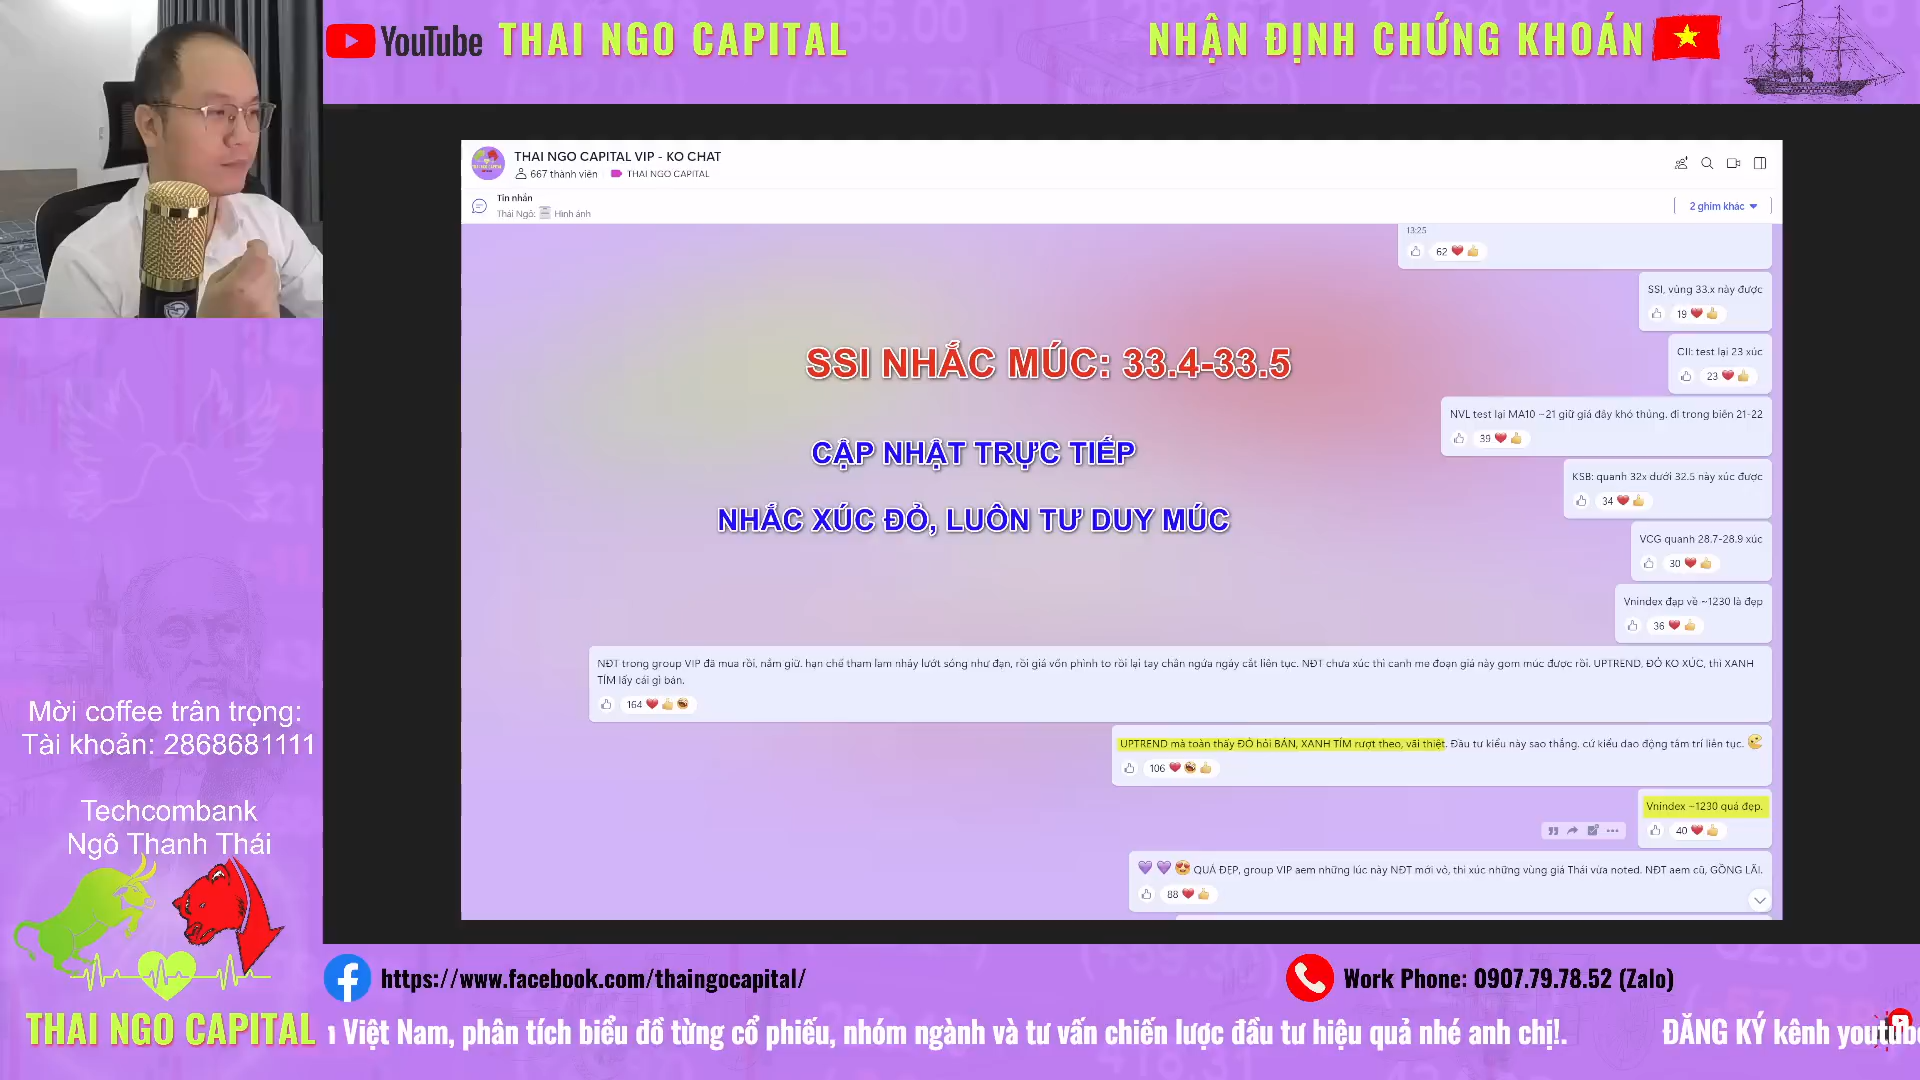 YouTube THAI NGO CAPITAL
NHẬN ĐỊNH CHỨNG KHOÁN
THAI NGO CAPITAL VIP - KO CHAT
667 thành viên THAI NGO CAPITAL
Tin nhắn
Thái Ngô: Hình ảnh
2 ghim khác
13:25
62
SSI, vùng 33.x này được
19
SSI NHẮC MÚC: 33.4-33.5
CII: test lại 23 xúc
23
NVL test lại MA10 ~21 giữ giá đây khó thủng. đi trong biên 21-22
39
CẬP NHẬT TRỰC TIẾP
KSB: quanh 32x dưới 32.5 này xúc được
34
NHẮC XÚC ĐỎ, LUÔN TƯ DUY MÚC
VCG quanh 28.7-28.9 xúc
30
Vnindex đạp về ~1230 là đẹp
36
NĐT trong group VIP đã mua rồi, nắm giữ. hạn chế tham lam nhảy lướt sóng như đạn, rồi giá vốn phình to rồi lại tay chân ngứa ngáy cắt liên tục. NĐT chưa xúc thì canh me đoạn giá này gom múc được rồi. UPTREND, ĐỎ KO XÚC, thì XANH
TÍM lấy cái gì bán.
164
UPTREND mà toàn thấy ĐỎ hỏi BÁN, XANH TÍM rượt theo, vãi thiệt. Đầu tư kiểu này sao thắng. cứ kiểu dao động tâm trí liên tục.
106
Vnindex ~1230 quá đẹp.
40
QUÁ ĐẸP, group VIP aem những lúc này NĐT mới vô, thì xúc những vùng giá Thái vừa noted. NĐT aem cũ, GỒNG LÃI.
88
Mời coffee trân trọng:
Tài khoản: 2868681111
Techcombank
Ngô Thanh Thái
THAI NGO CAPITAL
https://www.facebook.com/thaingocapital/
Work Phone: 0907.79.78.52 (Zalo)
Việt Nam, phân tích biểu đồ từng cổ phiếu, nhóm ngành và tư vấn chiến lược đầu tư hiệu quả nhé anh chị!. ĐĂNG KÝ kênh youtube